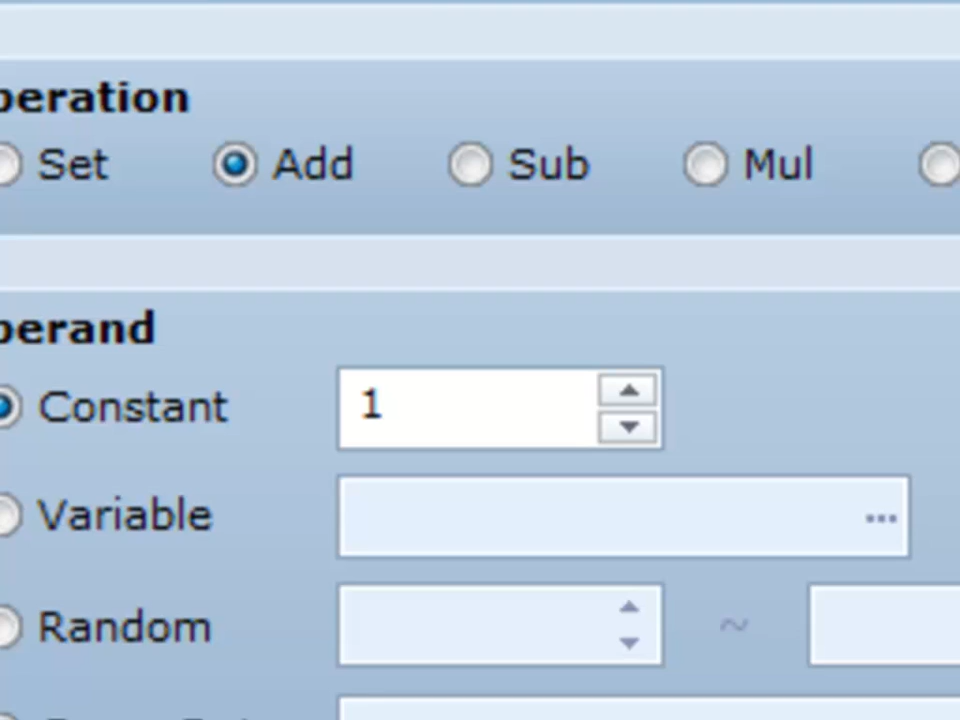 peration
Set Add Sub Mul
perand
Constant 1
Variable ...
Random ~